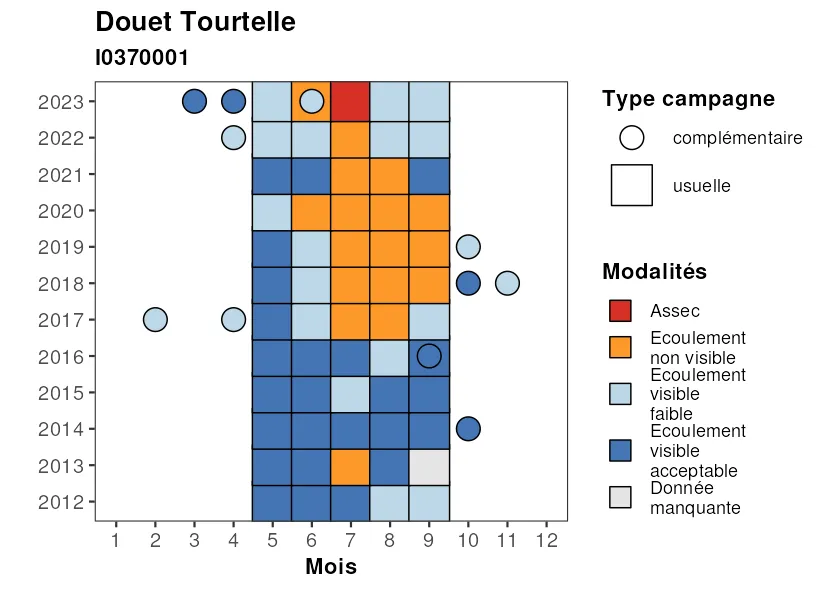 Douet Tourtelle
I0370001
2023
2022
2021
2020
2019
2018
2017
2016
2015
2014
2013
2012
1 2 3 4 5 6 7 8 9 10 11 12
Mois
Type campagne
complémentaire
usuelle
Modalités
Assec
Ecoulement
non visible
Ecoulement
visible
faible
Ecoulement
visible
acceptable
Donnée
manquante